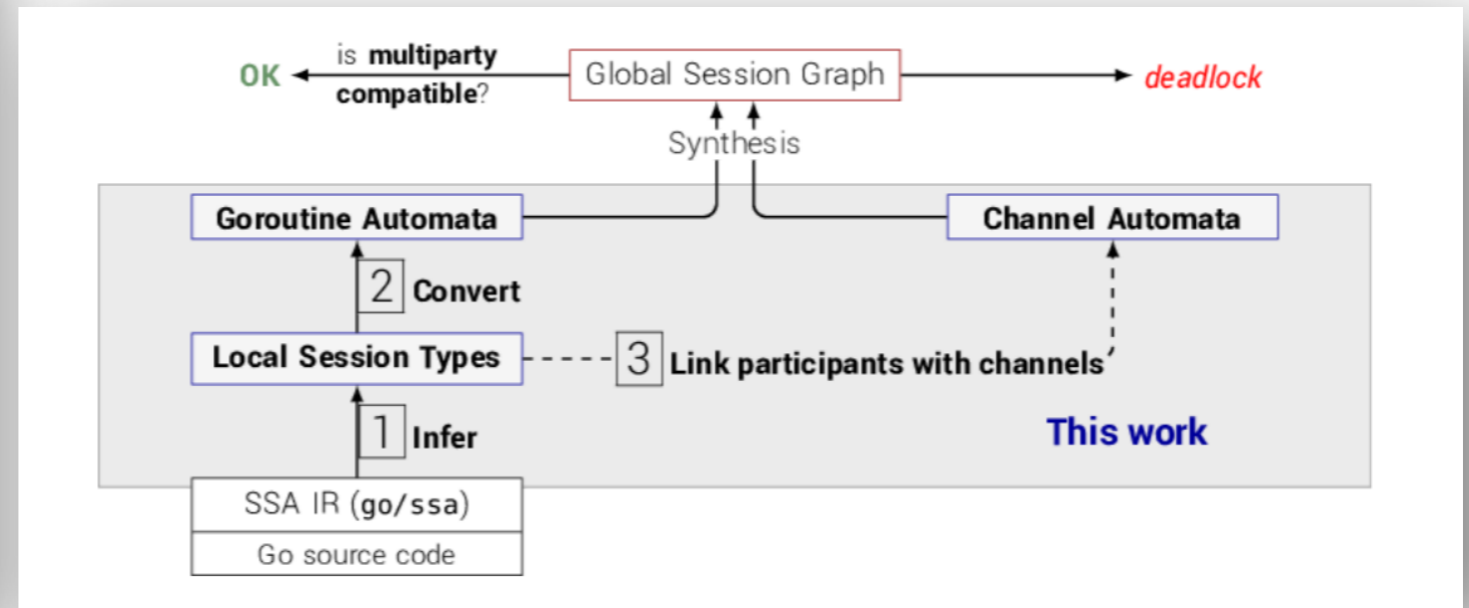 is multiparty
OK
compatible?
Global Session Graph
deadlock
Synthesis
Goroutine Automata
Channel Automata
2 Convert
Local Session Types
3 Link participants with channels
1 Infer
This work
SSA IR (go/ssa)
Go source code